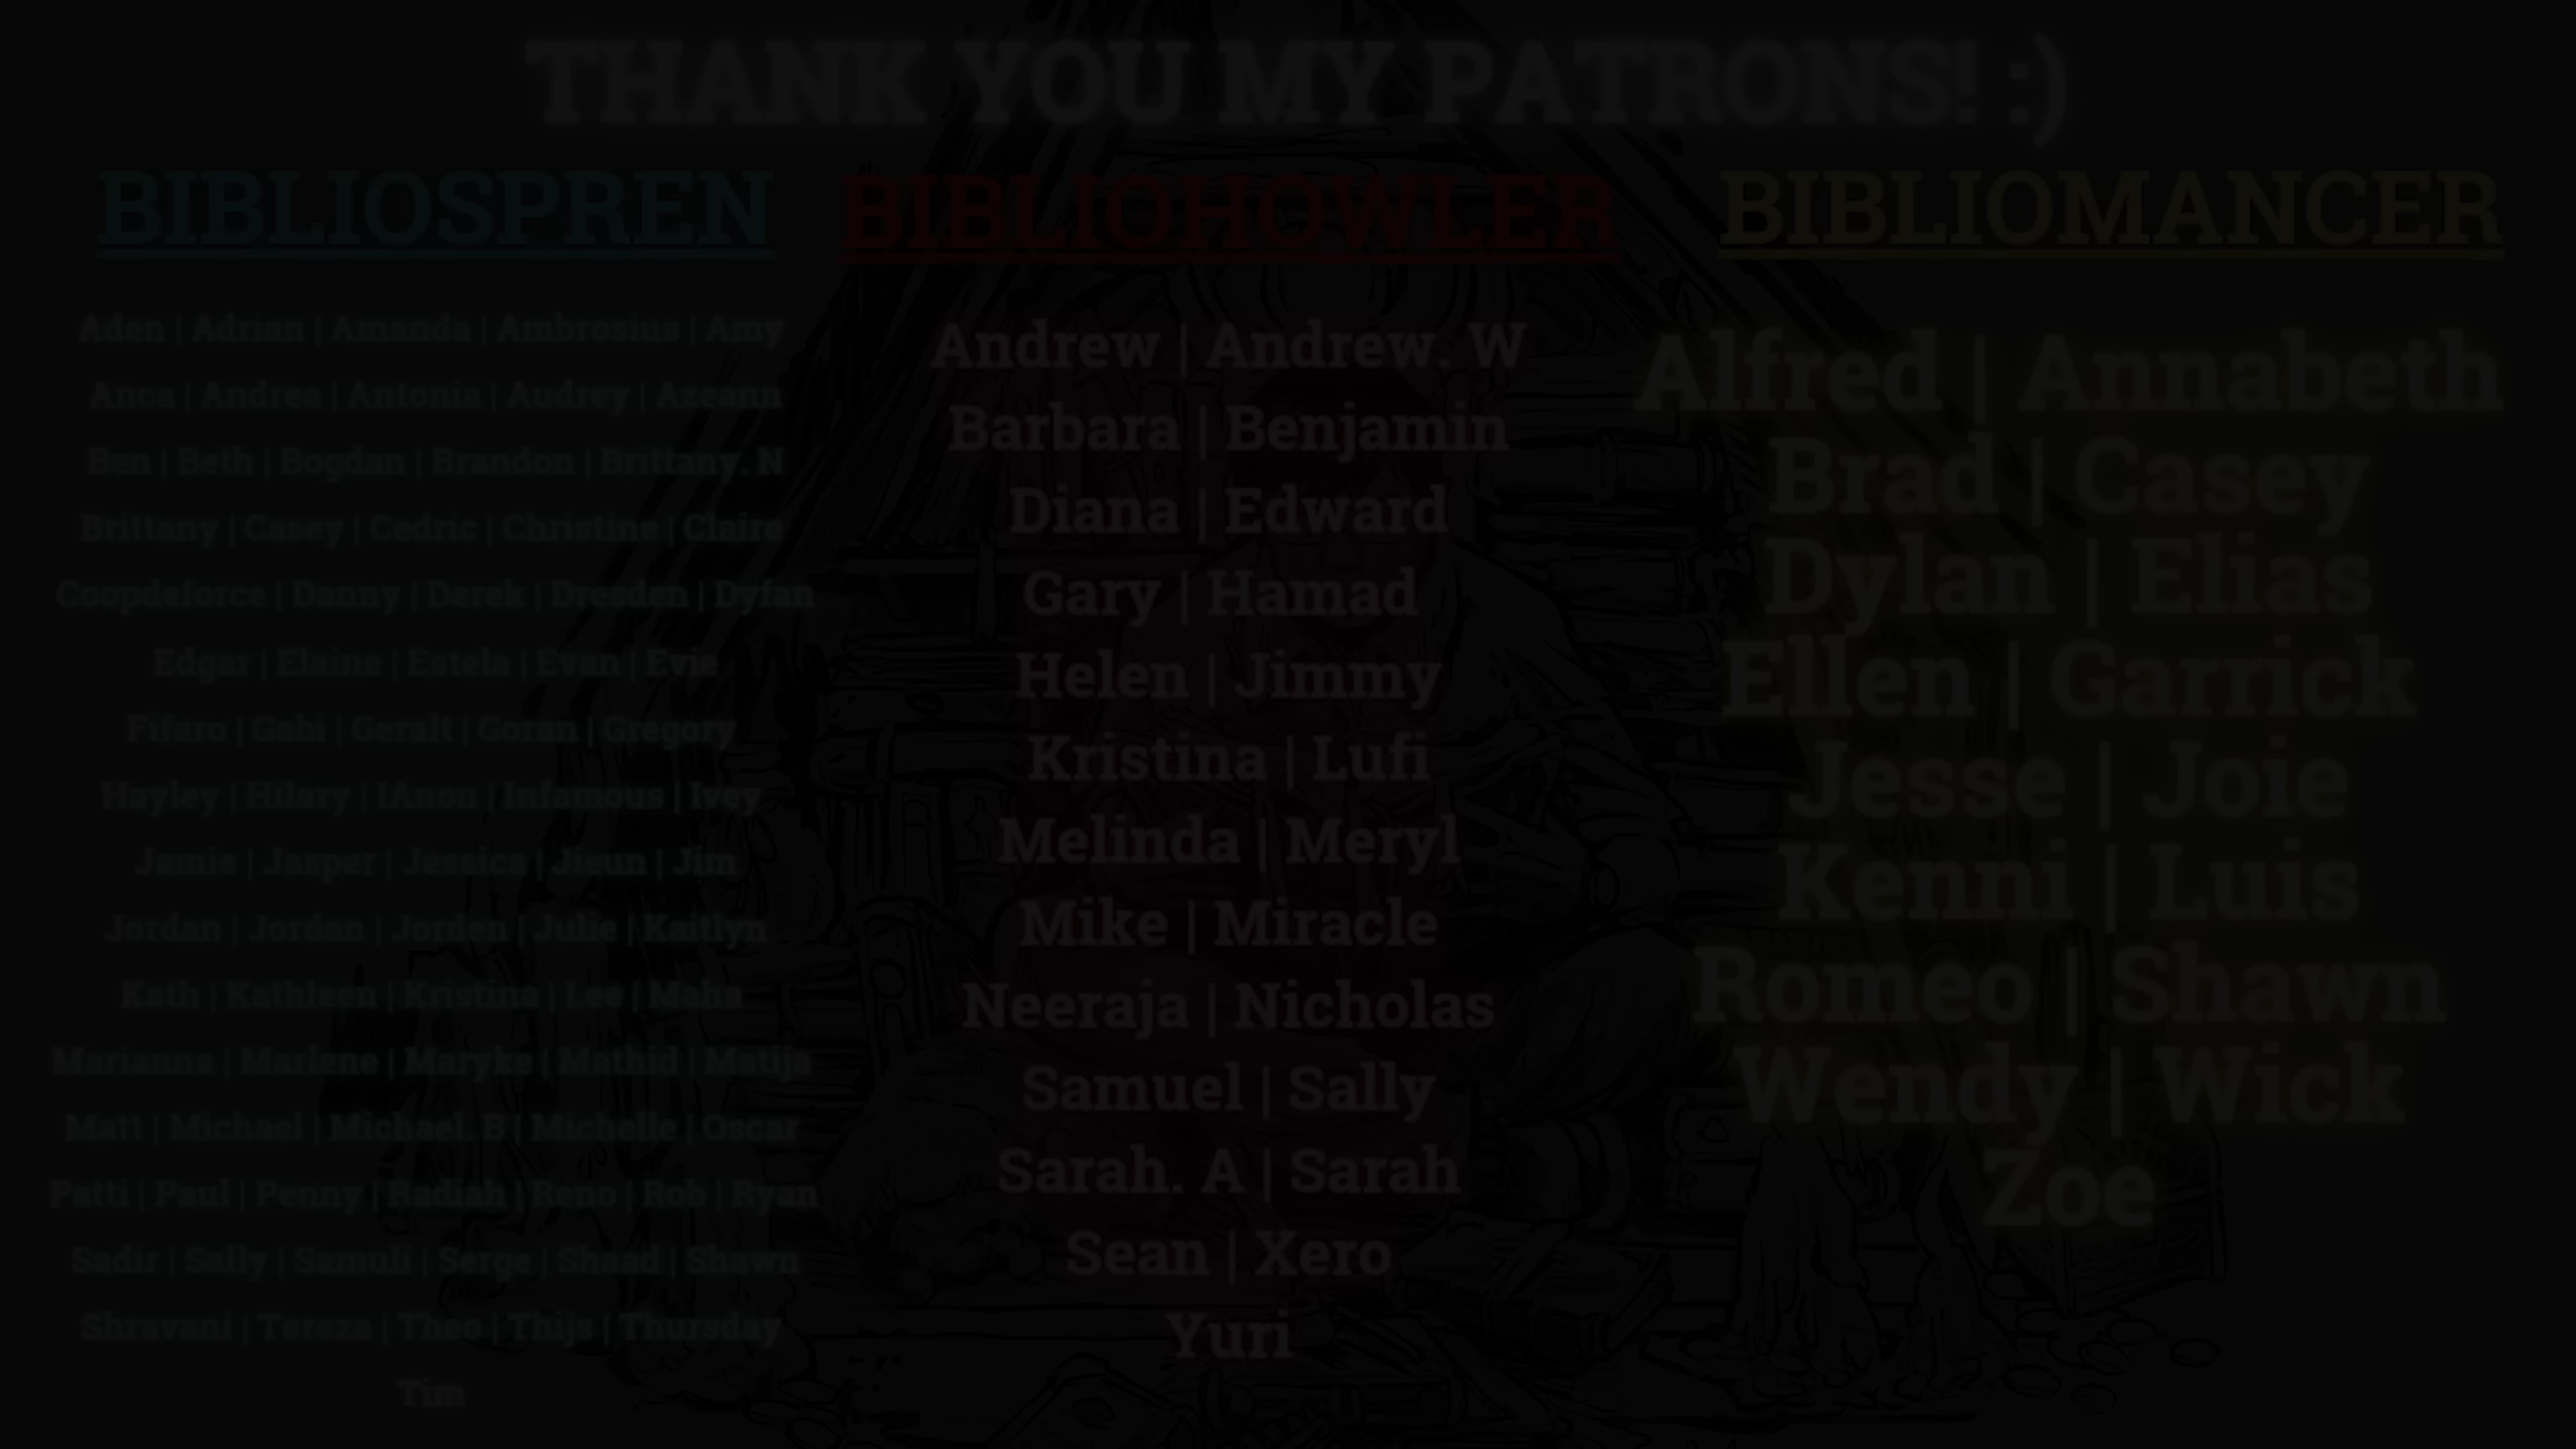 THANK YOU MY PATRONS! :)
BIBLIOSPREN
Aden | Adrian | Amanda | Ambrosius | Amy
Anca | Andrea | Antonia | Audrey | Azeann
Ben | Beth | Bogdan | Brandon | Brittany. N
Brittany | Casey | Cedric | Christine | Claire
Coopdeforce | Danny | Derek | Dresden | Dyfan
Edgar | Elaine | Estela | Evan | Evie
Fifaro | Gabi | Geralt | Goran | Gregory
Hayley | Hilary | IAnon | Infamous | Ivey
Jamie | Jasper | Jessica | Jieun | Jim
Jordan | Jordan | Jorden | Julie | Kaitlyn
Kath | Kathleen | Kristina | Lee | Maha
Marianna | Marlene | Maryke | Mathid | Matija
Matt | Michael | Michael. B | Michelle | Oscar
Patti | Paul | Penny | Radiah | Reno | Rob | Ryan
Sadir | Sally | Samuli | Serge | Shaad | Shawn
Shravani | Tereza | Theo | Thijs | Thursday
Tim
BIBLIOHOWLER
Andrew | Andrew. W
Barbara | Benjamin
Diana | Edward
Gary | Hamad
Helen | Jimmy
Kristina | Lufi
Melinda | Meryl
Mike | Miracle
Neeraja | Nicholas
Samuel | Sally
Sarah. A | Sarah
Sean | Xero
Yuri
BIBLIOMANCER
Alfred | Annabeth
Brad | Casey
Dylan | Elias
Ellen | Garrick
Jesse | Joie
Kenni | Luis
Romeo | Shawn
Wendy | Wick
Zoe